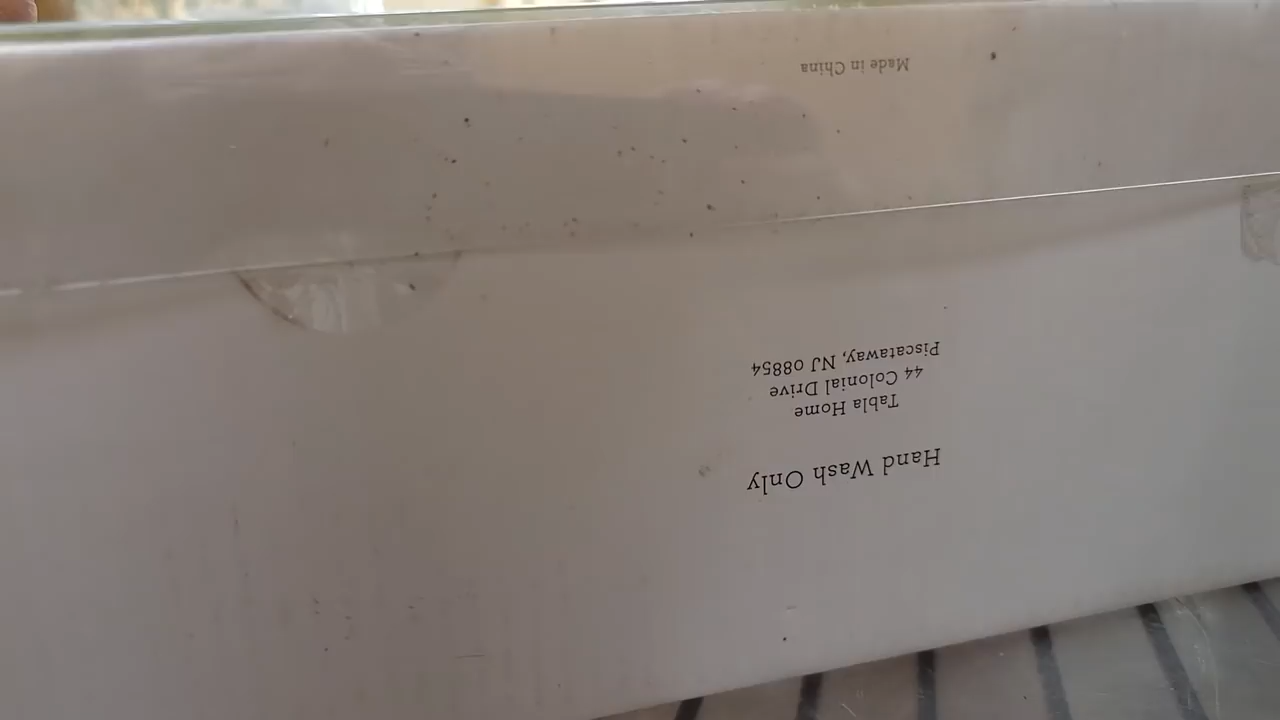 Hand Wash Only
Tabla Home
44 Colonial Drive
Piscataway, NJ 08854
Made in China